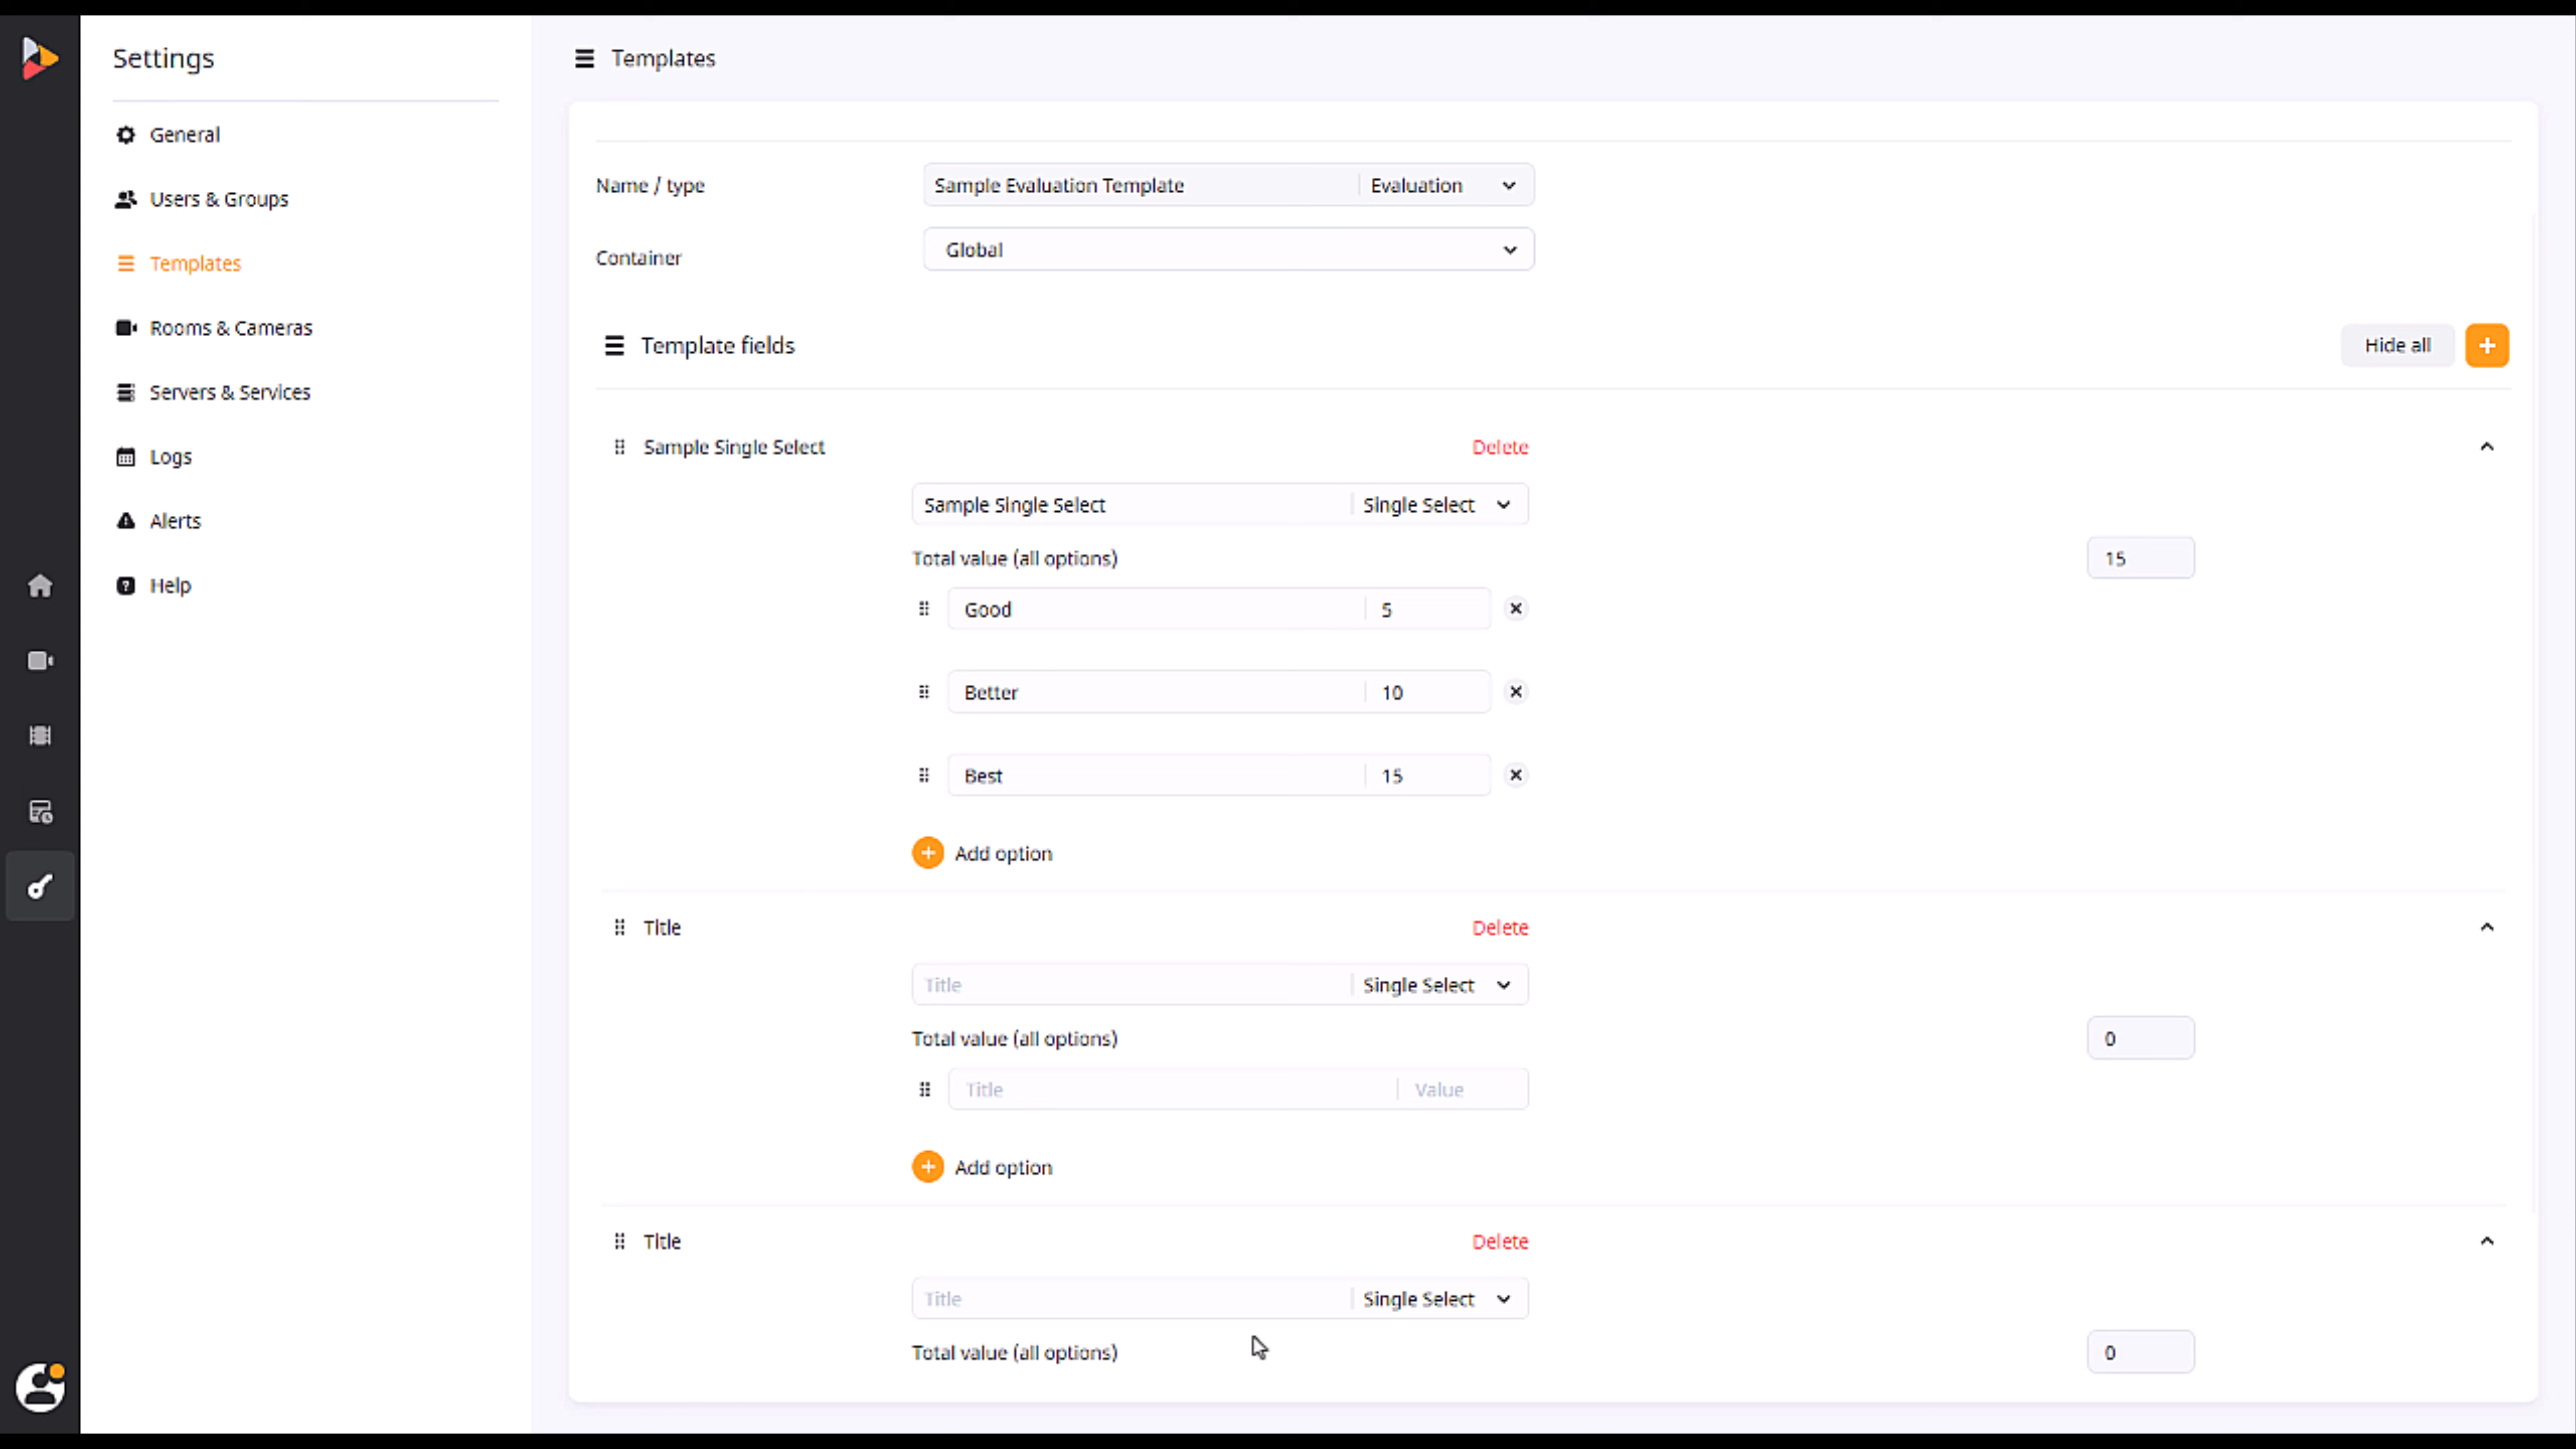 Settings
General
Users & Groups
Templates
Rooms & Cameras
Servers & Services
Logs
Alerts
Help
Templates
Name / type
Sample Evaluation Template
Evaluation
Container
Global
Template fields
Hide all
Sample Single Select
Delete
Sample Single Select
Single Select
Total value (all options)
15
Good
5
Better
10
Best
15
Add option
Title
Delete
Title
Single Select
Total value (all options)
0
Title
Value
Add option
Title
Delete
Title
Single Select
Total value (all options)
0